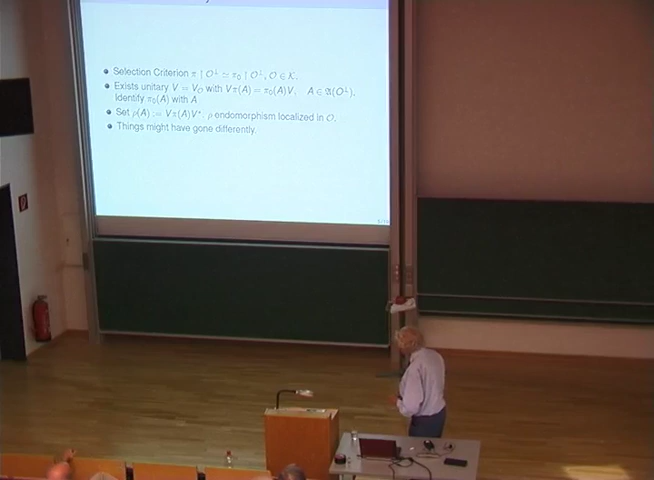 • Selection Criterion π ↾ O⊥ ≃ π₀ ↾ O⊥, O ∈ K.
• Exists unitary V = V_O with Vπ(A) = π₀(A)V, A ∈ 𝔄(O⊥).
Identify π₀(A) with A
• Set ρ(A) := Vπ(A)V*. ρ endomorphism localized in O.
• Things might have gone differently.